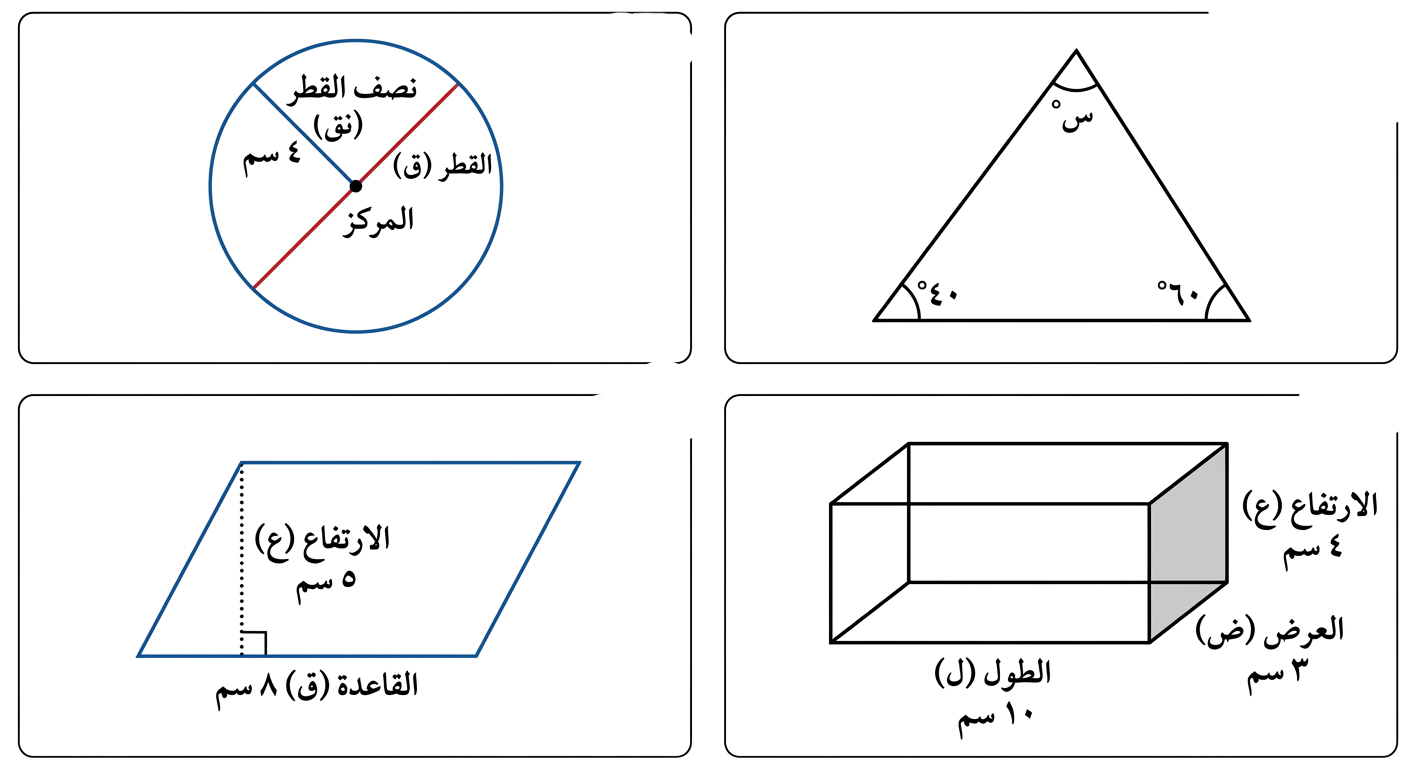 س°
٤٠°
٦٠°
نصف القطر
(نق)
٤ سم
القطر (ق)
المركز
الارتفاع (ع)
٤ سم
العرض (ض)
٣ سم
الطول (ل)
١٠ سم
الارتفاع (ع)
٥ سم
القاعدة (ق) ٨ سم